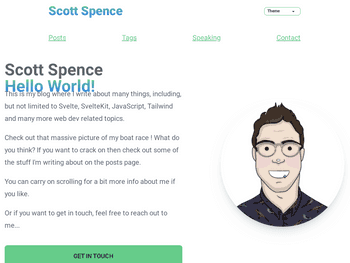 Scott Spence
Theme
Posts
Tags
Speaking
Contact
Scott Spence
Hello World!
This is my blog where I write about many things, including,
but not limited to Svelte, SvelteKit, JavaScript, Tailwind
and many more web dev related topics.
Check out that massive picture of my boat race ! What do
you think? If you want to crack on then check out some of
the stuff I'm writing about on the posts page.
You can carry on scrolling for a bit more info about me if
you like.
Or if you want to get in touch, feel free to reach out to
me...
GET IN TOUCH